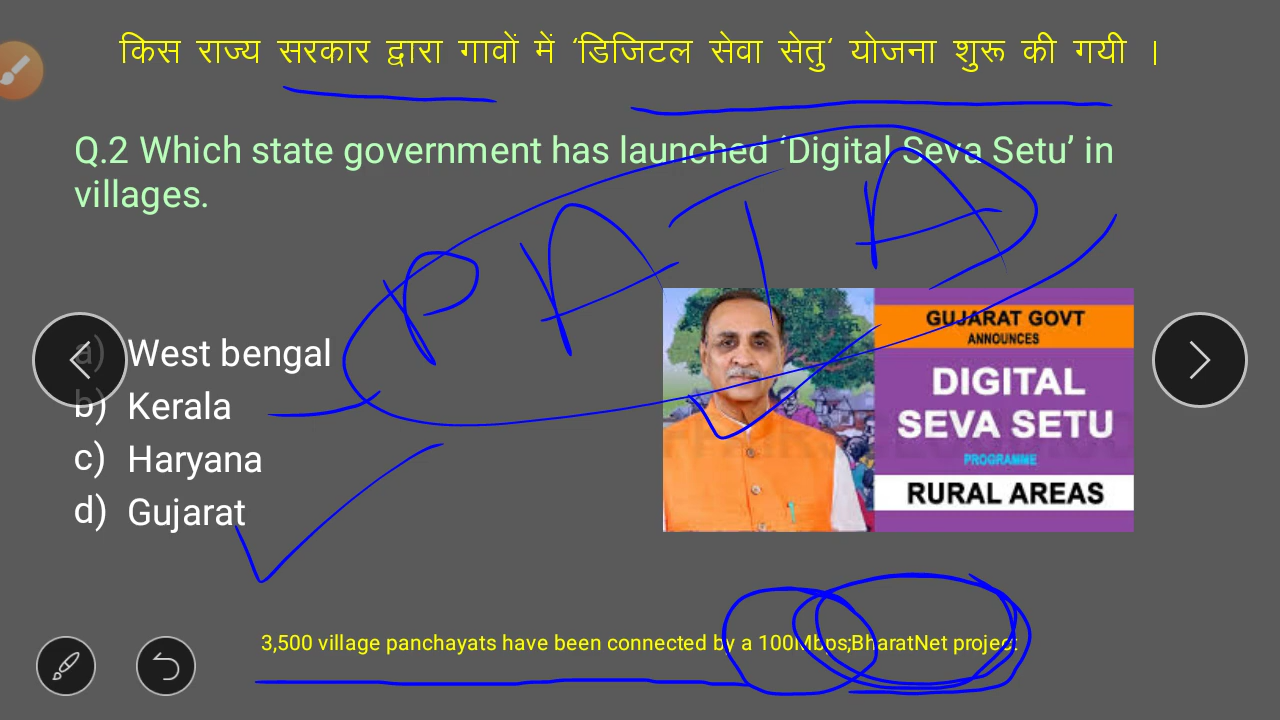 किस राज्य सरकार द्वारा गावों में ‘डिजिटल सेवा सेतु‘ योजना शुरू की गयी ।
Q.2 Which state government has launched ‘Digital Seva Setu’ in
villages.
PATA
a) West bengal
b) Kerala
c) Haryana
d) Gujarat
GUJARAT GOVT
ANNOUNCES
DIGITAL
SEVA SETU
PROGRAMME
RURAL AREAS
3,500 village panchayats have been connected by a 100Mbps;BharatNet project